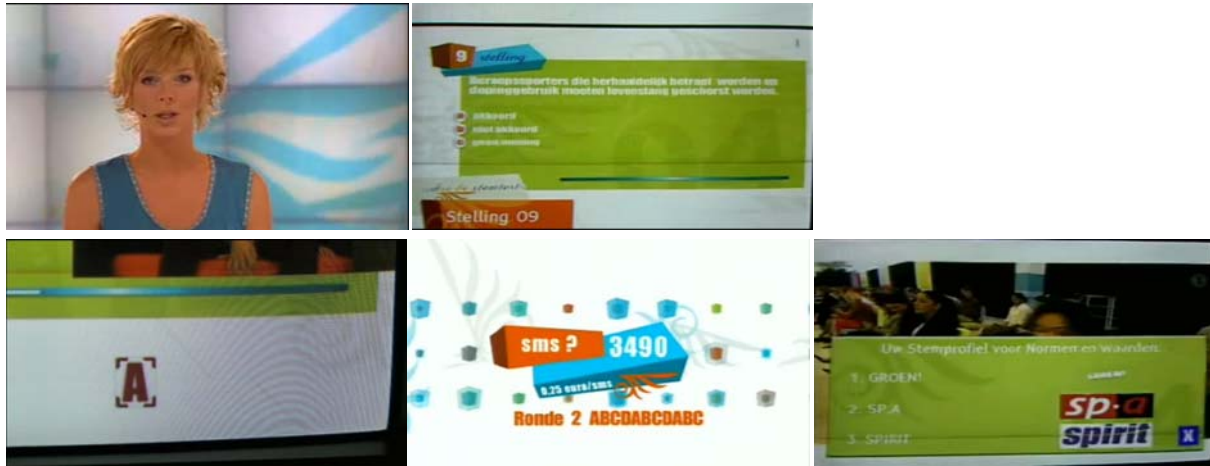 9 stelling
Beroepssporters die herhaaldelijk betrapt worden op
dopinggebruik moeten levenslang geschorst worden.
akkoord
niet akkoord
geen mening
Stelling 09
A
sms ? 3490
0.25 euro/sms
Ronde 2 ABCDABCDABC
Uw Stemprofiel voor Normen en waarden:
1. GROEN!
2. SP.A sp·a
3. SPIRIT spirit X